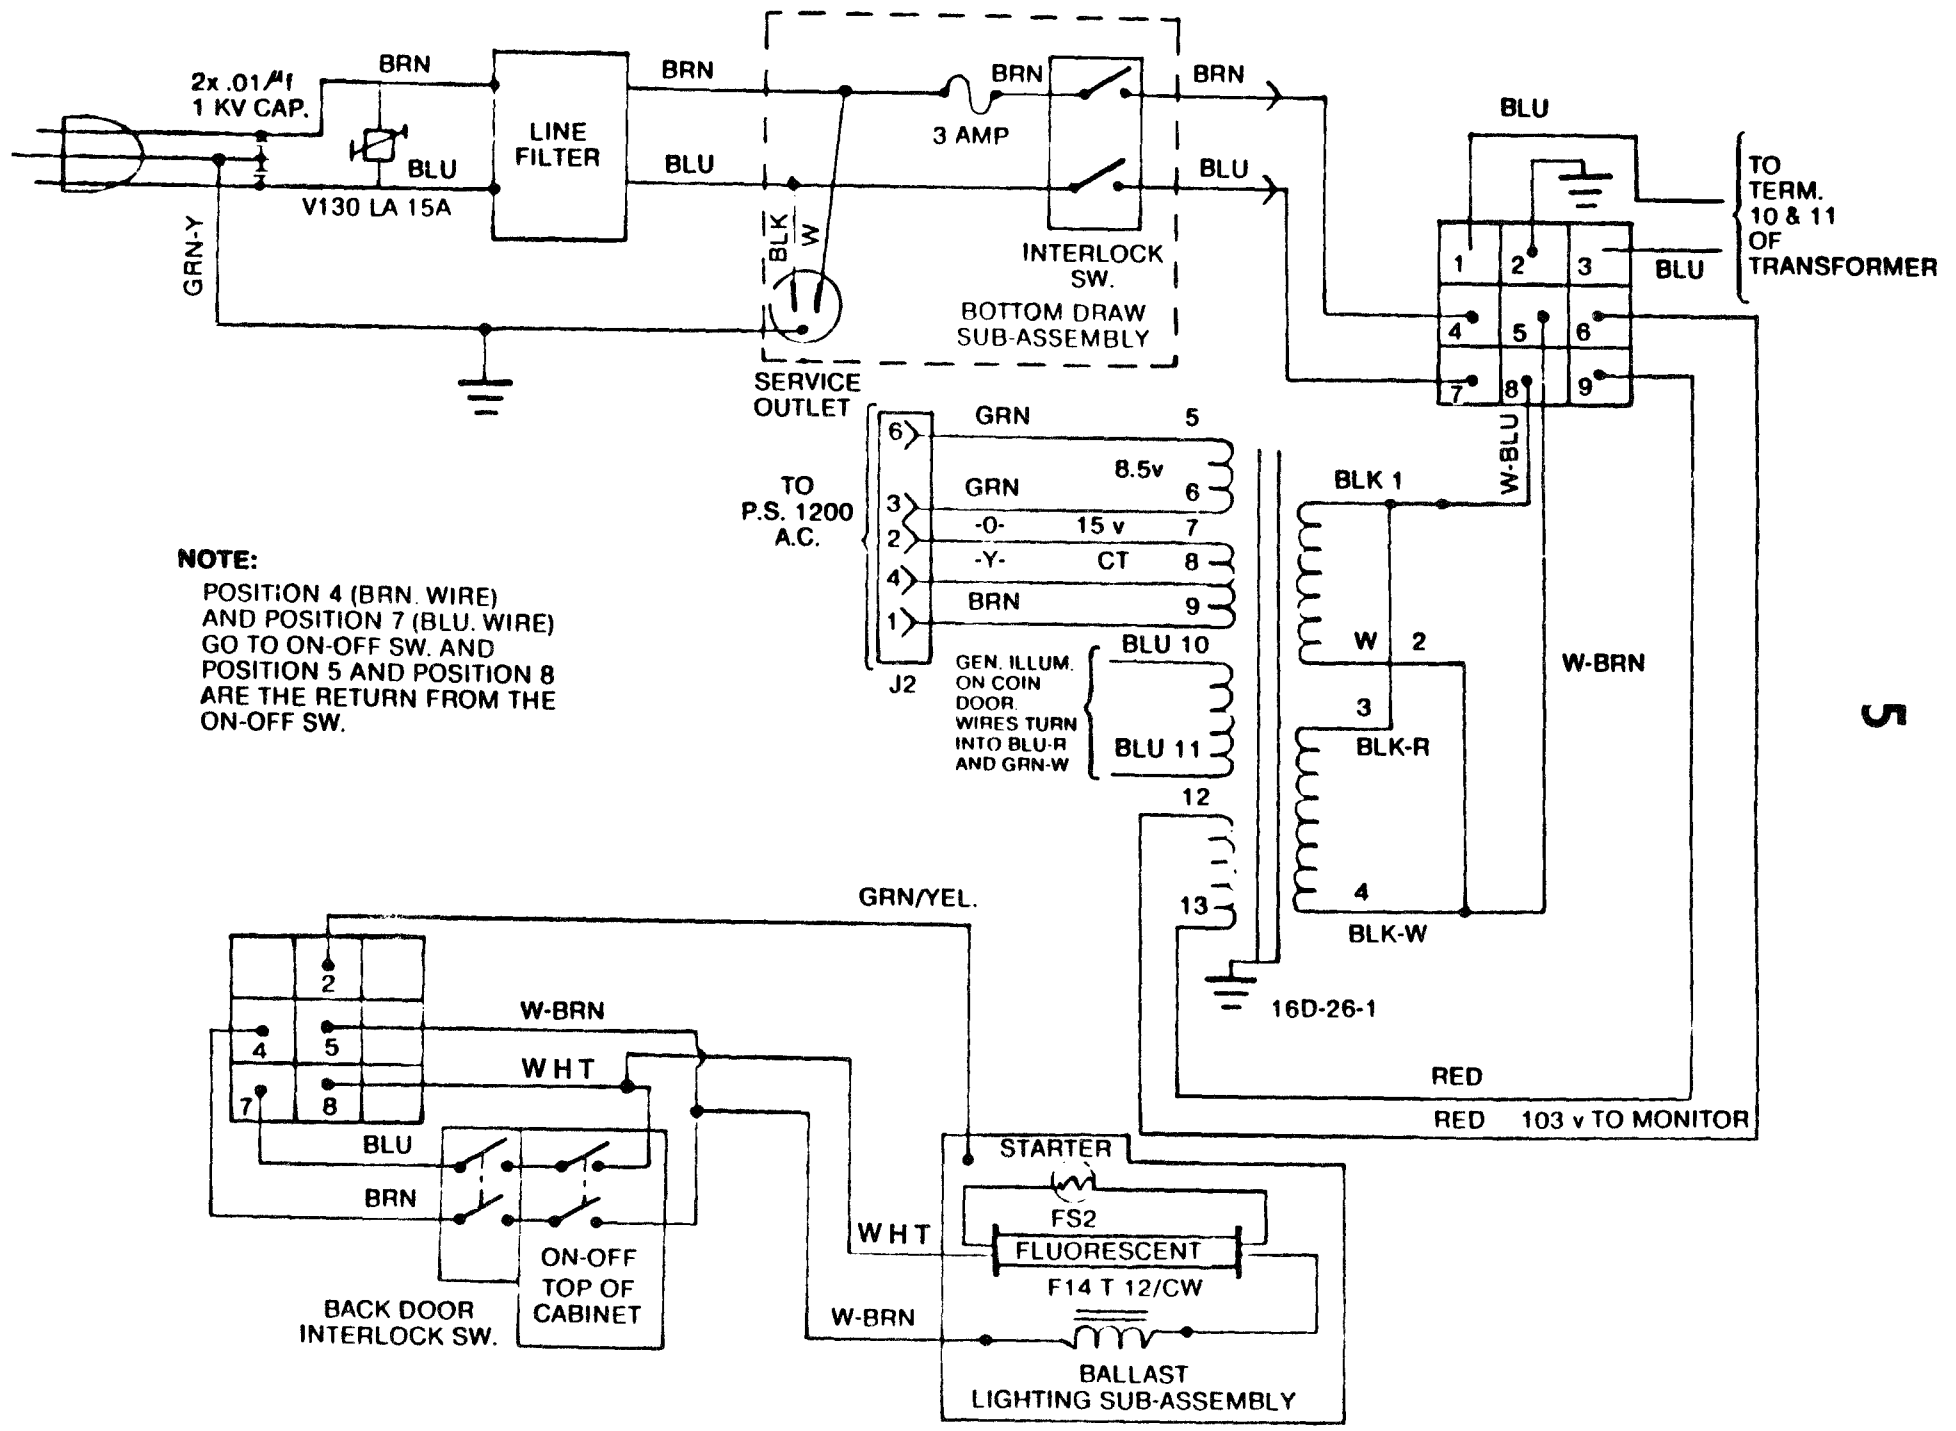 2x .01/µf
1 KV CAP.
BRN
BLU
V130 LA 15A
GRN-Y
LINE
FILTER
BRN
BLU
BLK
W
3 AMP
BRN
INTERLOCK
SW.
BOTTOM DRAW
SUB-ASSEMBLY
SERVICE
OUTLET
BRN
BLU
BLU
TO
TERM.
10 & 11
OF
TRANSFORMER
BLU
1 2 3
4 5 6
7 8 9
W-BLU
NOTE:
POSITION 4 (BRN. WIRE)
AND POSITION 7 (BLU. WIRE)
GO TO ON-OFF SW. AND
POSITION 5 AND POSITION 8
ARE THE RETURN FROM THE
ON-OFF SW.
TO
P.S. 1200
A.C.
6
3
2
4
1
J2
GRN 5
8.5v
GRN 6
-O- 15 v 7
-Y- CT 8
BRN 9
BLU 10
GEN. ILLUM.
ON COIN
DOOR.
WIRES TURN
INTO BLU-R
AND GRN-W
BLU 11
12
13
BLK 1
W 2
3
BLK-R
4
BLK-W
W-BRN
16D-26-1
5
RED
RED 103 v TO MONITOR
GRN/YEL.
2
4 5
7 8
W-BRN
WHT
BLU
BRN
ON-OFF
TOP OF
CABINET
BACK DOOR
INTERLOCK SW.
WHT
W-BRN
STARTER
FS2
FLUORESCENT
F14 T 12/CW
BALLAST
LIGHTING SUB-ASSEMBLY